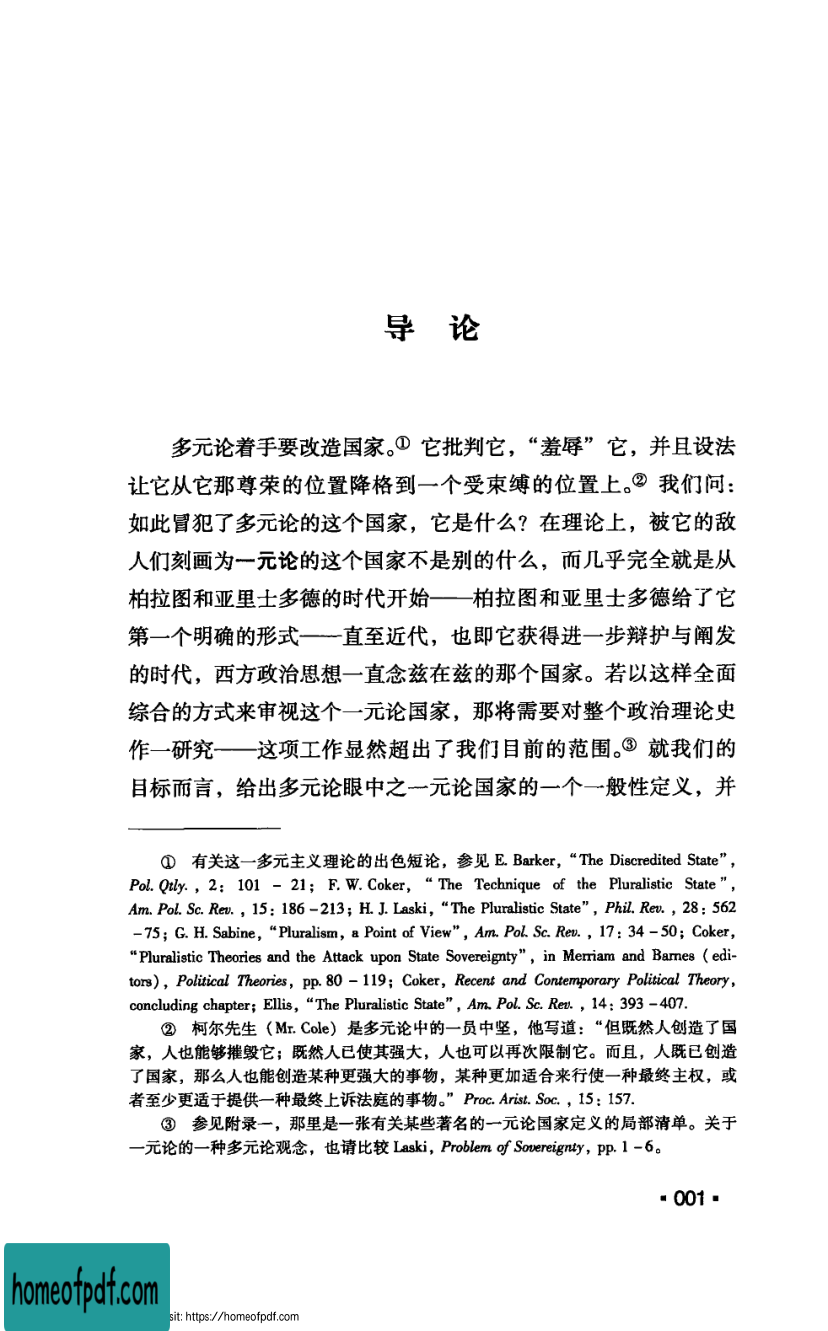 导 论
多元论着手要改造国家。① 它批判它，“羞辱” 它，并且设法
让它从它那尊荣的位置降格到一个受束缚的位置上。② 我们问：
如此冒犯了多元论的这个国家，它是什么？在理论上，被它的敌
人们刻画为一元论的这个国家不是别的什么，而几乎完全就是从
柏拉图和亚里士多德的时代开始——柏拉图和亚里士多德给了它
第一个明确的形式——直至近代，也即它获得进一步辩护与阐发
的时代，西方政治思想一直念兹在兹的那个国家。若以这样全面
综合的方式来审视这个一元论国家，那将需要对整个政治理论史
作一研究——这项工作显然超出了我们目前的范围。③ 就我们的
目标而言，给出多元论眼中之一元论国家的一个一般性定义，并
① 有关这一多元主义理论的出色短论，参见 E. Barker, “The Discredited State”,
Pol. Qtly. , 2: 101 - 21; F. W. Coker, “ The Technique of the Pluralistic State ”,
Am. Pol. Sc. Rev. , 15: 186 -213; H. J. Laski, “The Pluralistic State”, Phil. Rev. , 28: 562
-75; G. H. Sabine, “Pluralism, a Point of View”, Am. Pol. Sc. Rev. , 17: 34 -50; Coker,
“Pluralistic Theories and the Attack upon State Sovereignty”, in Merriam and Barnes ( edi-
tors), Political Theories, pp. 80 - 119; Coker, Recent and Contemporary Political Theory,
concluding chapter; Ellis, “The Pluralistic State”, Am. Pol. Sc. Rev. , 14: 393 -407.
② 柯尔先生（Mr. Cole）是多元论中的一员中坚，他写道：“但既然人创造了国
家，人也能够摧毁它；既然人已使其强大，人也可以再次限制它。而且，人既已创造
了国家，那么人也能创造某种更强大的事物，某种更加适合来行使一种最终主权，或
者至少更适于提供一种最终上诉法庭的事物。” Proc. Arist. Soc. , 15: 157.
③ 参见附录一，那里是一张有关某些著名的一元论国家定义的局部清单。关于
一元论的一种多元论观念，也请比较 Laski, Problem of Sovereignty, pp. 1 -6。
▪ 001 ▪
homeofpdf.com
sit: https://homeofpdf.com